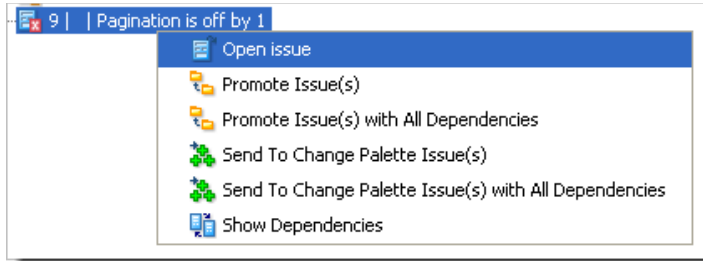 9 | | Pagination is off by 1
Open issue
Promote Issue(s)
Promote Issue(s) with All Dependencies
Send To Change Palette Issue(s)
Send To Change Palette Issue(s) with All Dependencies
Show Dependencies